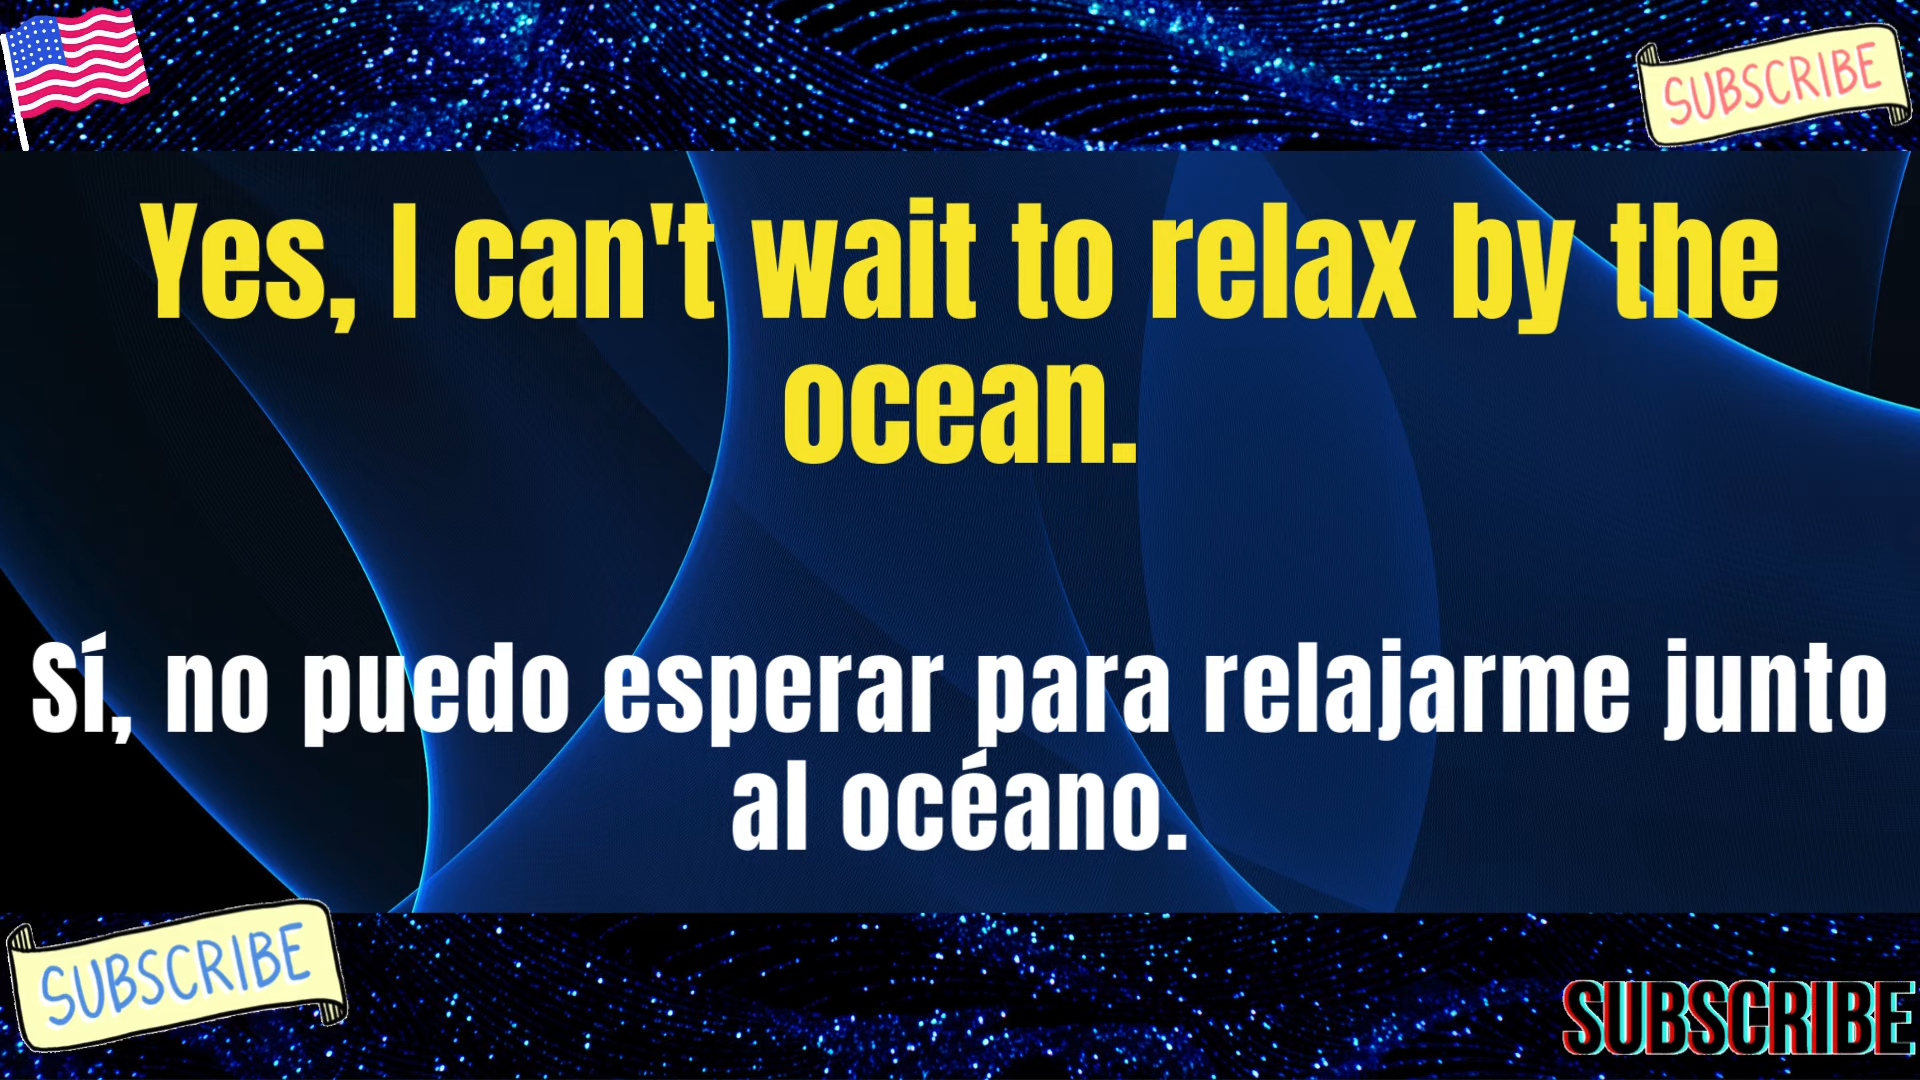 SUBSCRIBE
Yes, I can't wait to relax by the
ocean.
Sí, no puedo esperar para relajarme junto
al océano.
SUBSCRIBE
SUBSCRIBE